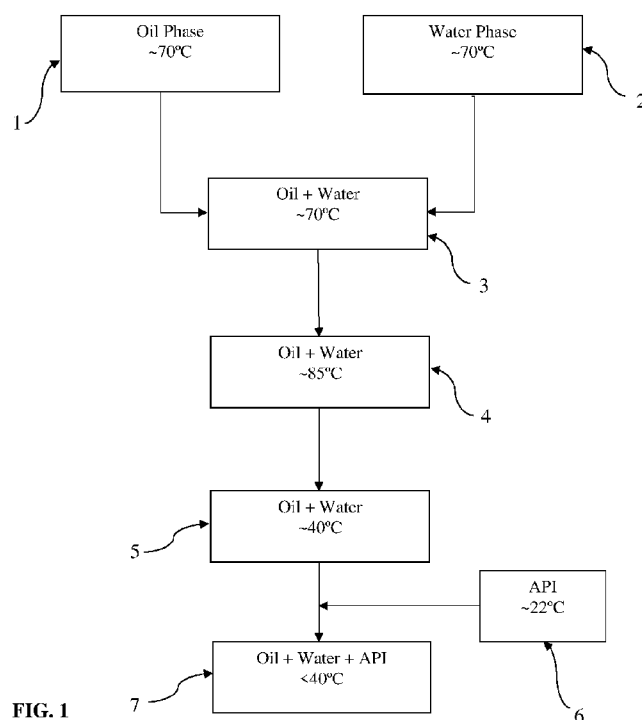 Oil Phase
~70ºC
Water Phase
~70ºC
1
2
Oil + Water
~70ºC
3
Oil + Water
~85ºC
4
Oil + Water
~40ºC
5
API
~22ºC
6
Oil + Water + API
<40ºC
7
FIG. 1